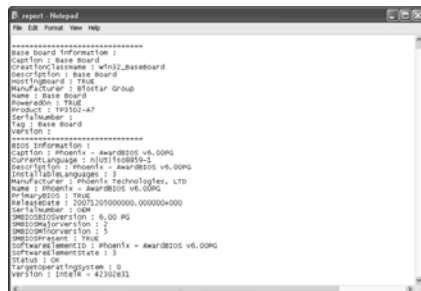 report - Notepad
File Edit Format View Help
==============================
Base board information :
Caption : Base Board
CreationClassName : Win32_BaseBoard
Description : Base Board
HostingBoard : TRUE
Manufacturer : Biostar Group
Name : Base Board
PoweredOn : TRUE
Product : TP35D2-A7
SerialNumber :
Tag : Base Board
Version :
==============================
BIOS Information :
Caption : Phoenix - AwardBIOS v6.00PG
CurrentLanguage : n|US|iso8859-1
Description : Phoenix - AwardBIOS v6.00PG
InstallableLanguages : 3
Manufacturer : Phoenix Technologies, LTD
Name : Phoenix - AwardBIOS v6.00PG
PrimaryBIOS : TRUE
ReleaseDate : 20071205000000.000000+000
SerialNumber : OEM
SMBIOSBIOSVersion : 6.00 PG
SMBIOSMajorVersion : 2
SMBIOSMinorVersion : 5
SMBIOSPresent : TRUE
SoftwareElementID : Phoenix - AwardBIOS v6.00PG
SoftwareElementState : 3
Status : OK
TargetOperatingSystem : 0
Version : IntelR - 42302e31